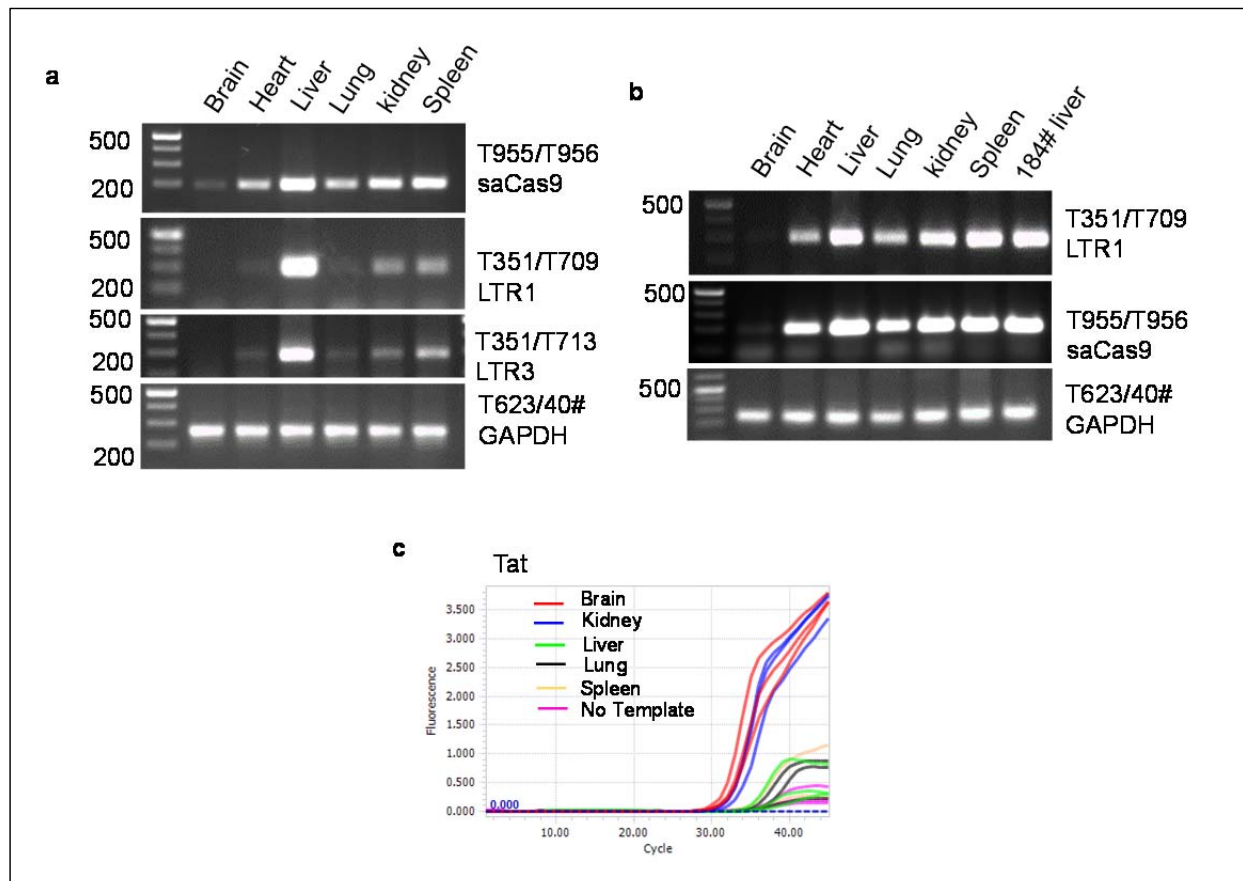 a
Brain Heart Liver Lung kidney Spleen
500
200
T955/T956
saCas9
500
200
T351/T709
LTR1
500
200
T351/T713
LTR3
500
200
T623/40#
GAPDH
b
Brain Heart Liver Lung kidney Spleen 184# liver
500
T351/T709
LTR1
500
T955/T956
saCas9
500
T623/40#
GAPDH
c
Tat
Brain
Kidney
Liver
Lung
Spleen
No Template
Fluorescence
3.500
3.000
2.500
2.000
1.500
1.000
0.500
0.000
0.000
10.00 20.00 30.00 40.00
Cycle